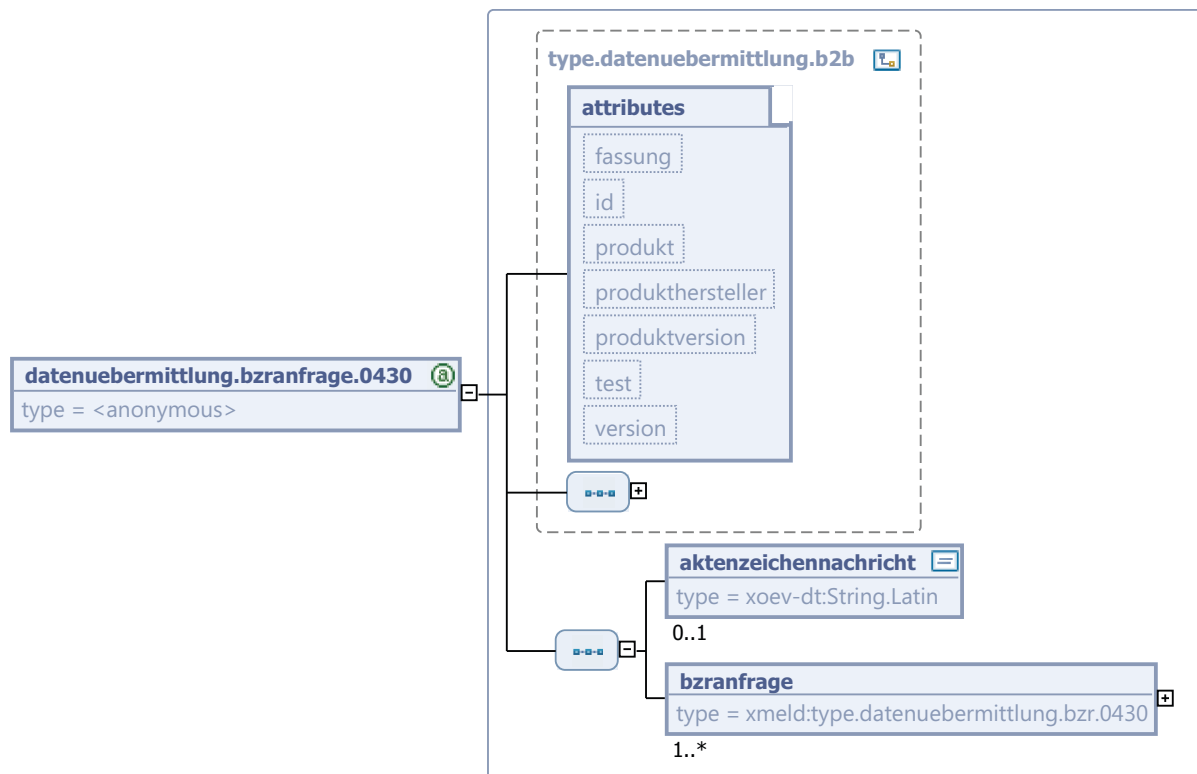 type.datenuebermittlung.b2b
attributes
fassung
id
produkt
produkthersteller
produktversion
test
version
datenuebermittlung.bzranfrage.0430 @
type = <anonymous>
aktenzeichennachricht
type = xoev-dt:String.Latin
0..1
bzranfrage
type = xmeld:type.datenuebermittlung.bzr.0430
1..*